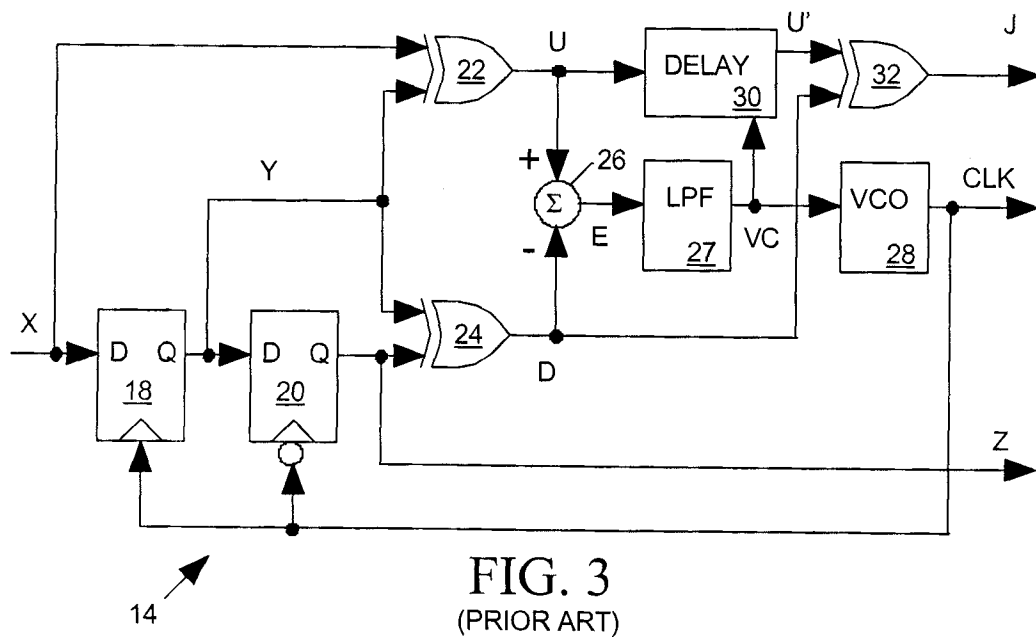 U
U'
J
22
DELAY
30
32
Y
+
26
Σ
-
E
LPF
27
VC
VCO
28
CLK
X
D Q
18
D Q
20
24
D
Z
14
FIG. 3
(PRIOR ART)